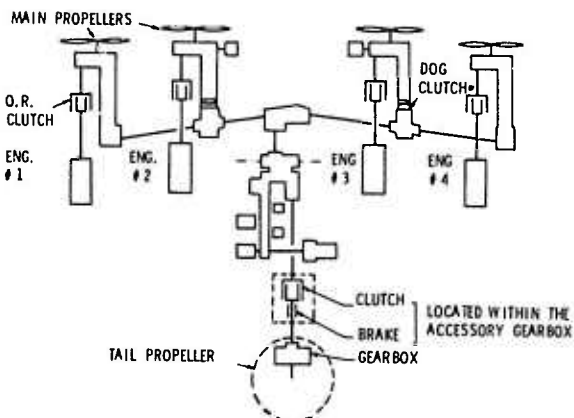 MAIN PROPELLERS
O.R.
CLUTCH
DOG
CLUTCH
ENG.
#1
ENG.
#2
ENG
#3
ENG
#4
CLUTCH
BRAKE
LOCATED WITHIN THE
ACCESSORY GEARBOX
TAIL PROPELLER
GEARBOX